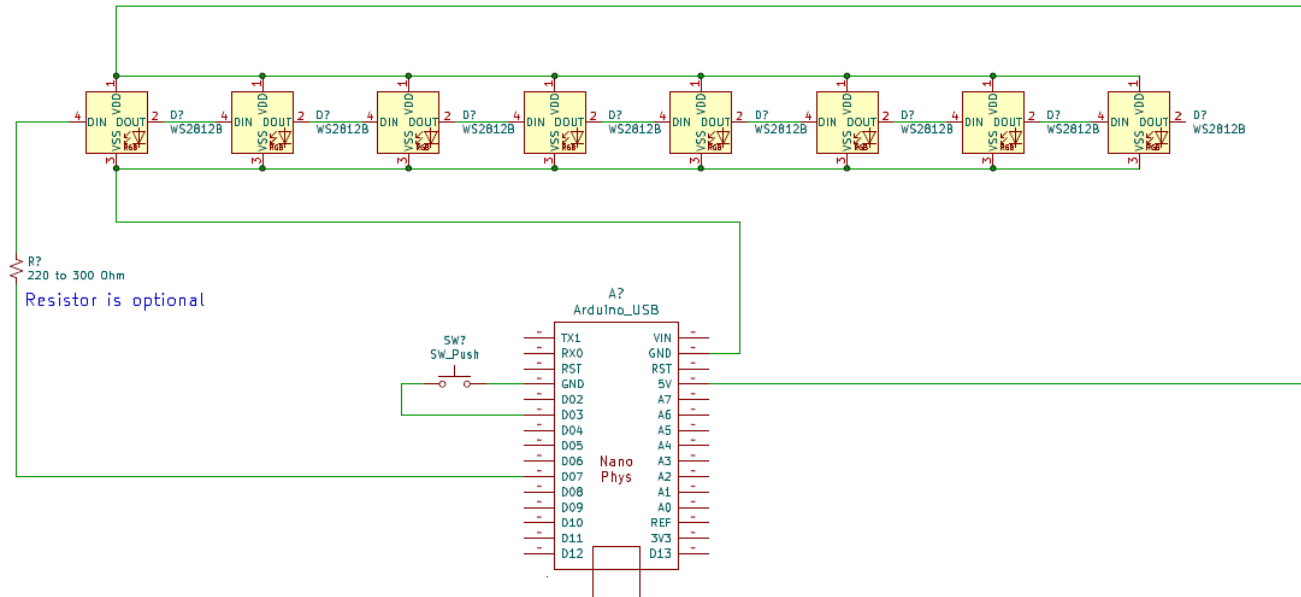 1 1 1 1 1 1 1 1
4 DIN VDD DOUT VSS RGB 2 D? WS2812B
4 DIN VDD DOUT VSS RGB 2 D? WS2812B
4 DIN VDD DOUT VSS RGB 2 D? WS2812B
4 DIN VDD DOUT VSS RGB 2 D? WS2812B
4 DIN VDD DOUT VSS RGB 2 D? WS2812B
4 DIN VDD DOUT VSS RGB 2 D? WS2812B
4 DIN VDD DOUT VSS RGB 2 D? WS2812B
4 DIN VDD DOUT VSS RGB 2 D? WS2812B
3 3 3 3 3 3 3 3
R?
220 to 300 Ohm
Resistor is optional
A?
Arduino_USB
SW?
SW_Push
TX1 VIN
RX0 GND
RST RST
GND 5V
D02 A7
D03 A6
D04 A5
D05 A4
D06 A3
Nano
Phys
D07 A2
D08 A1
D09 A0
D10 REF
D11 3V3
D12 D13